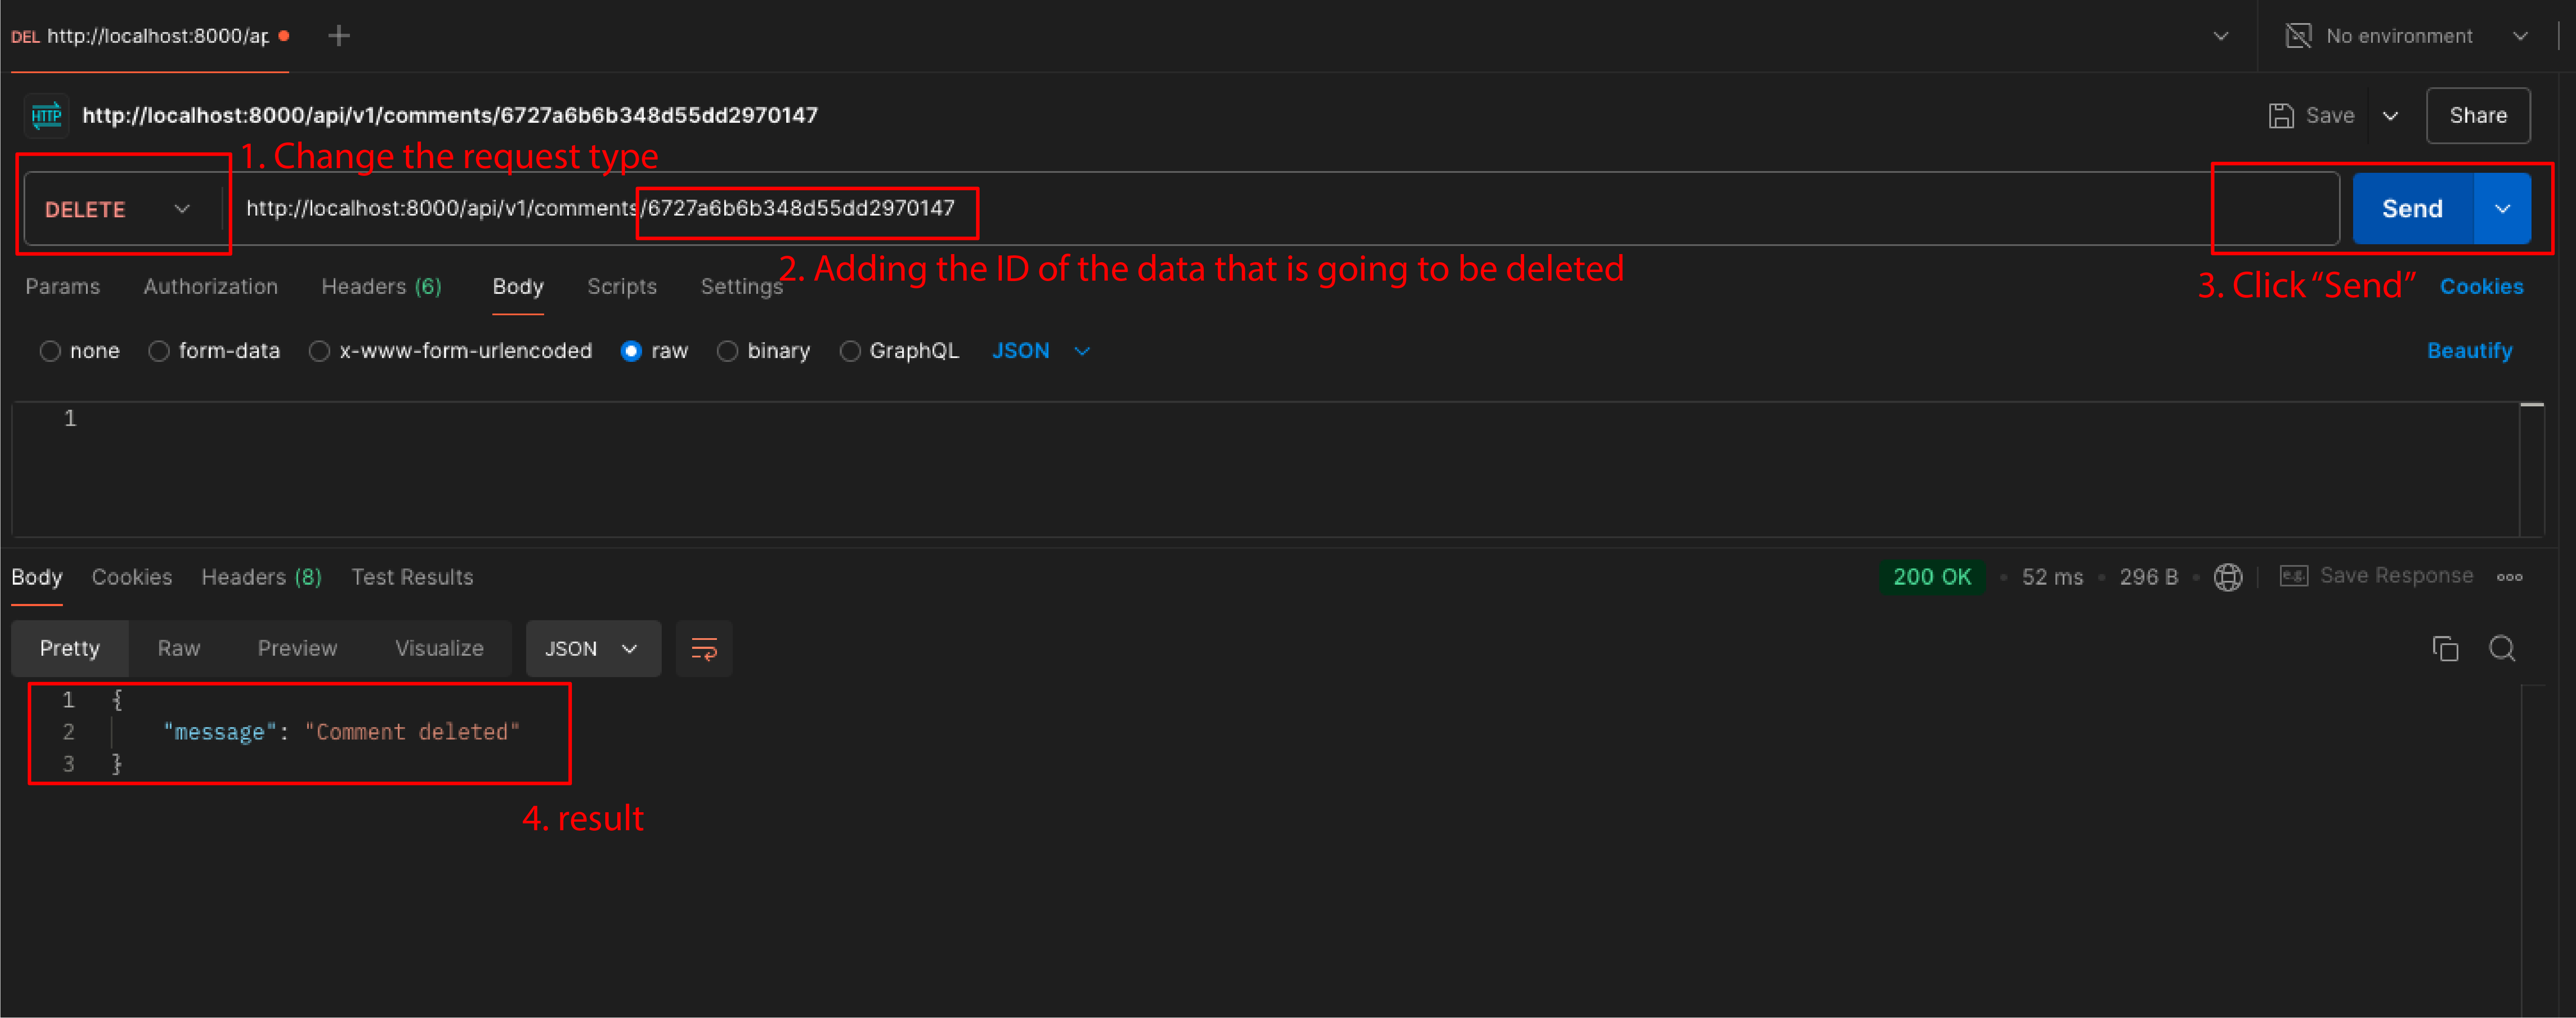 DEL http://localhost:8000/ap
No environment
HTTP http://localhost:8000/api/v1/comments/6727a6b6b348d55dd2970147
Save
Share
1. Change the request type
DELETE
http://localhost:8000/api/v1/comments/6727a6b6b348d55dd2970147
Send
2. Adding the ID of the data that is going to be deleted
3. Click “Send”
Params Authorization Headers (6) Body Scripts Settings
Cookies
none form-data x-www-form-urlencoded raw binary GraphQL JSON
Beautify
1
Body Cookies Headers (8) Test Results
200 OK • 52 ms • 296 B •
e.g. Save Response
Pretty Raw Preview Visualize JSON
1 {
2 "message": "Comment deleted"
3 }
4. result